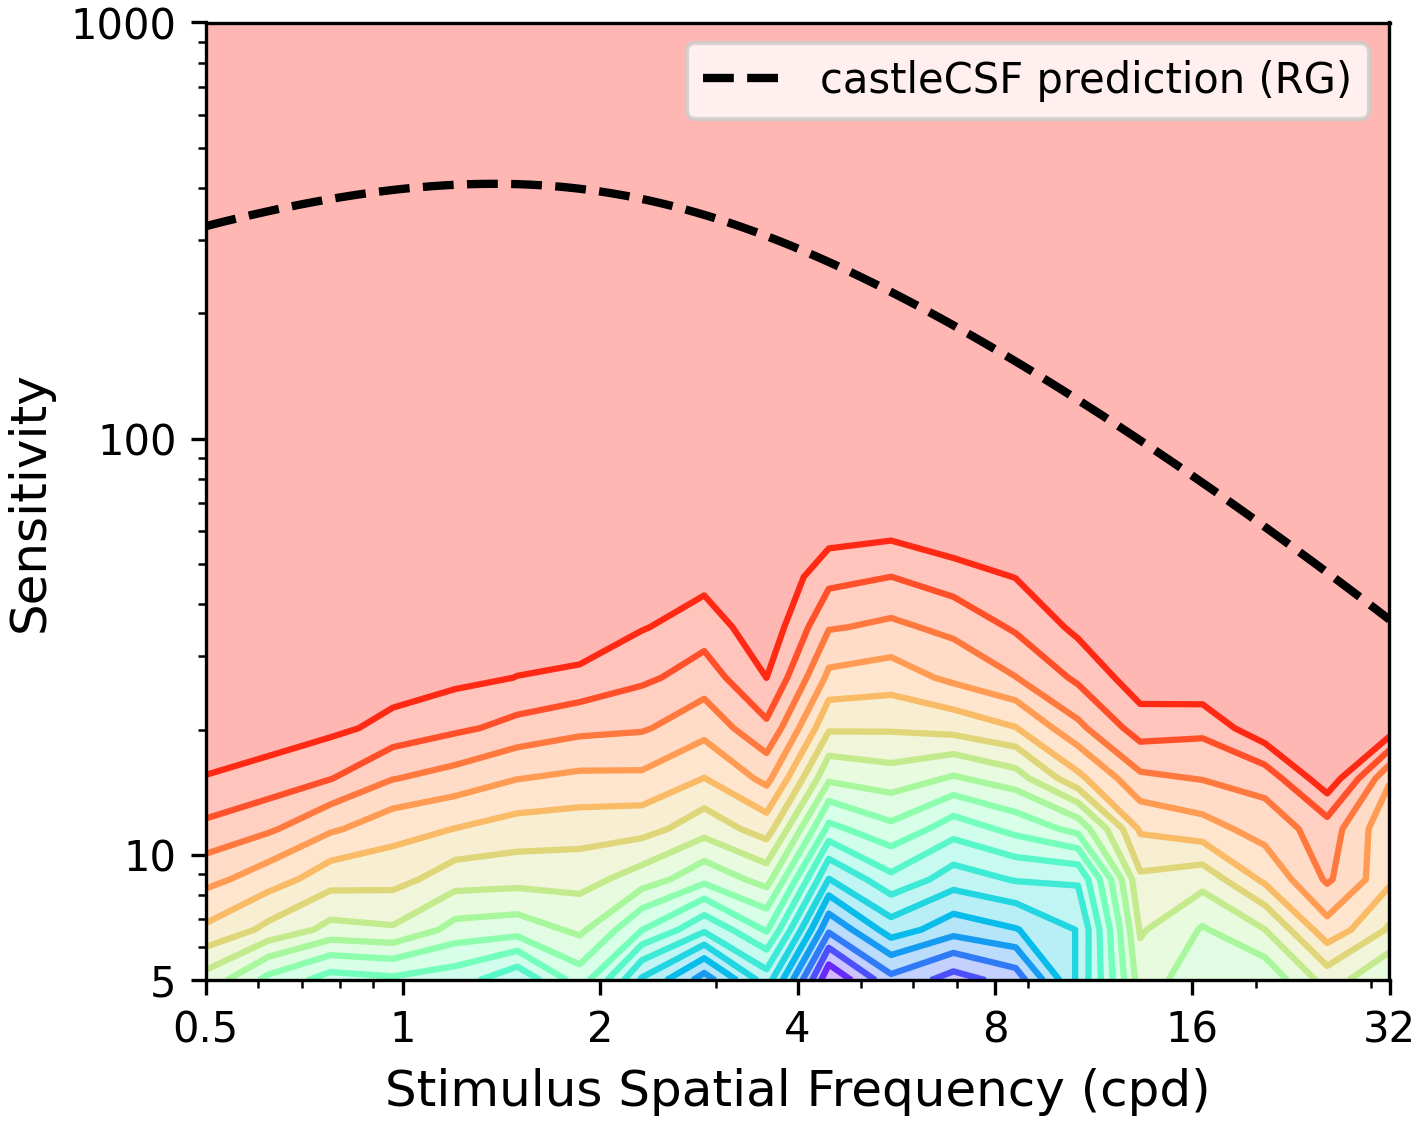 1000
castleCSF prediction (RG)
Sensitivity
100
10
5
0.5 1 2 4 8 16 32
Stimulus Spatial Frequency (cpd)